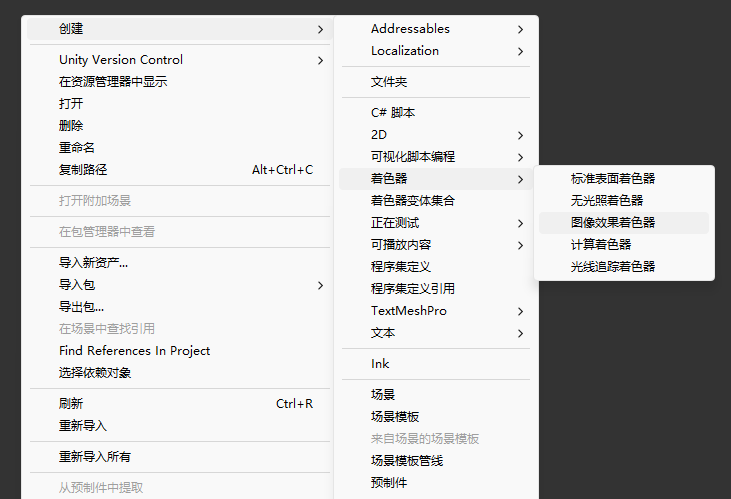 创建
Unity Version Control
在资源管理器中显示
打开
删除
重命名
复制路径 Alt+Ctrl+C
打开附加场景
在包管理器中查看
导入新资产...
导入包
导出包...
在场景中查找引用
Find References In Project
选择依赖对象
刷新 Ctrl+R
重新导入
重新导入所有
从预制件中提取
Addressables
Localization
文件夹
C# 脚本
2D
可视化脚本编程
着色器
着色器变体集合
正在测试
可播放内容
程序集定义
程序集定义引用
TextMeshPro
文本
Ink
场景
场景模板
来自场景的场景模板
场景模板管线
预制件
标准表面着色器
无光照着色器
图像效果着色器
计算着色器
光线追踪着色器